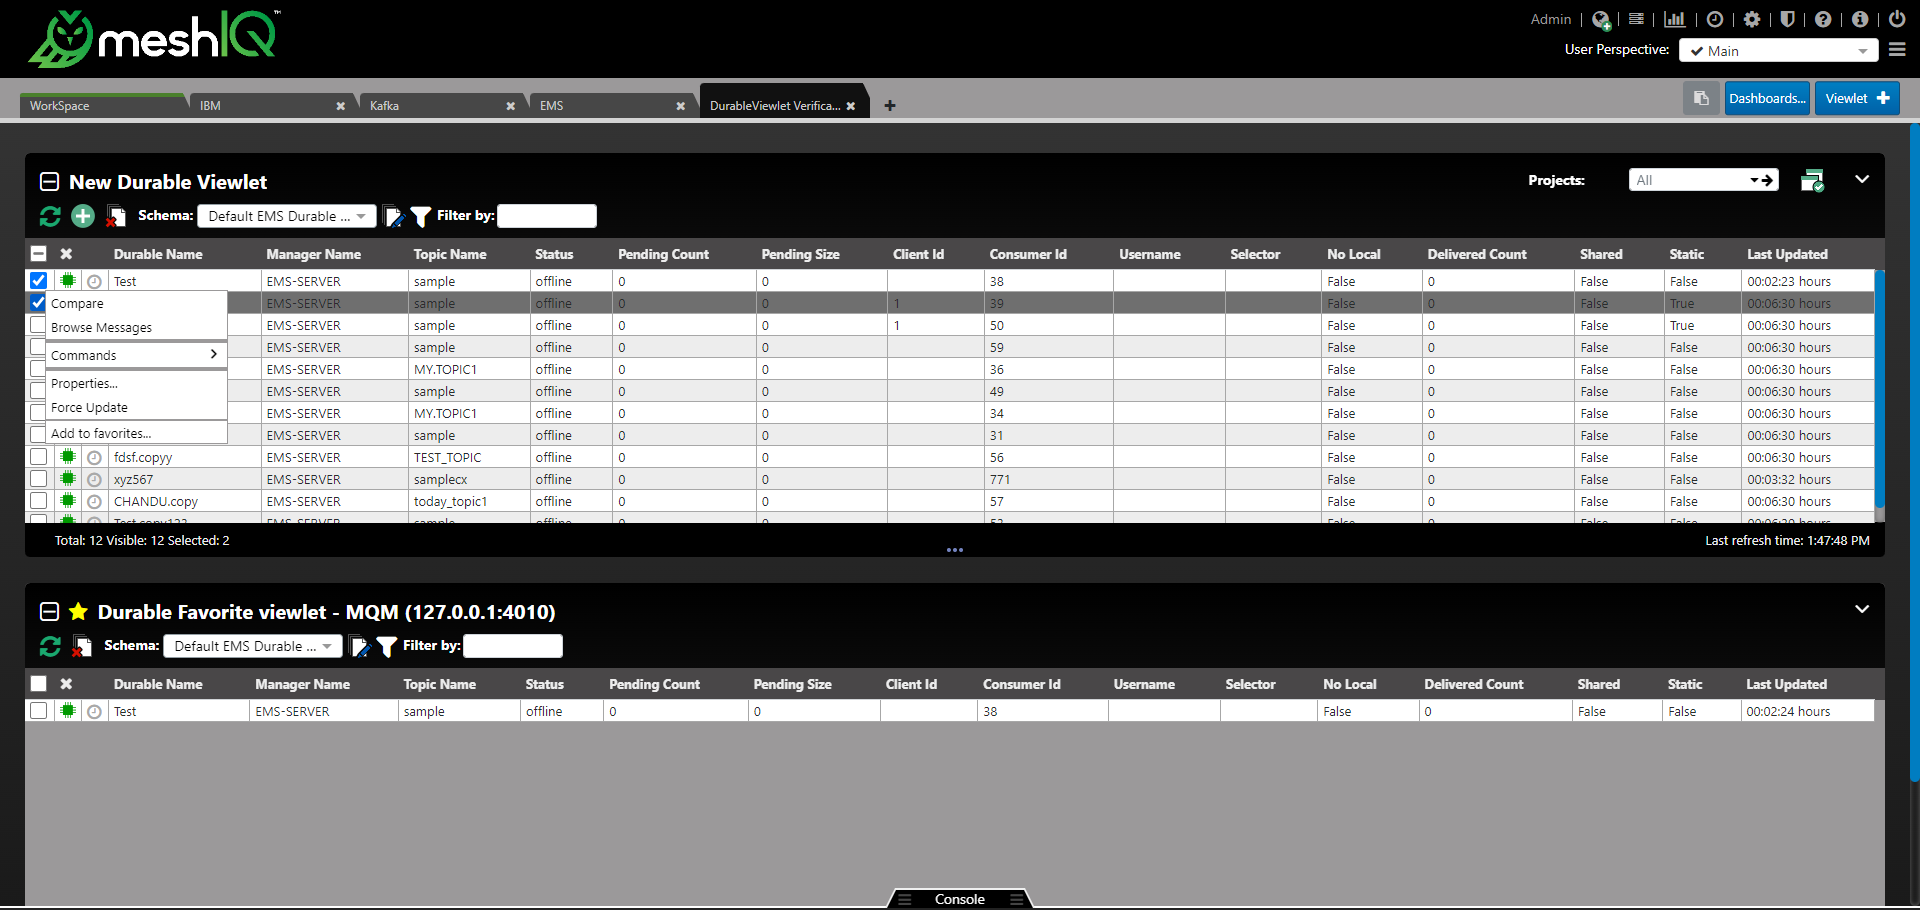 meshIQ™
Admin
User Perspective: Main
WorkSpace IBM Kafka EMS DurableViewlet Verifica... Dashboards... Viewlet
New Durable Viewlet Projects: All
Schema: Default EMS Durable ... Filter by:
Durable Name Manager Name Topic Name Status Pending Count Pending Size Client Id Consumer Id Username Selector No Local Delivered Count Shared Static Last Updated
Test EMS-SERVER sample offline 0 0 38 False 0 False False 00:02:23 hours
Compare EMS-SERVER sample offline 0 0 1 39 False 0 False True 00:06:30 hours
Browse Messages EMS-SERVER sample offline 0 0 1 50 False 0 False True 00:06:30 hours
Commands EMS-SERVER sample offline 0 0 59 False 0 False False 00:06:30 hours
EMS-SERVER MY.TOPIC1 offline 0 0 36 False 0 False False 00:06:30 hours
Properties... EMS-SERVER sample offline 0 0 49 False 0 False False 00:06:30 hours
Force Update EMS-SERVER MY.TOPIC1 offline 0 0 34 False 0 False False 00:06:30 hours
Add to favorites... EMS-SERVER sample offline 0 0 31 False 0 False False 00:06:30 hours
fdsf.copyy EMS-SERVER TEST_TOPIC offline 0 0 56 False 0 False False 00:06:30 hours
xyz567 EMS-SERVER samplecx offline 0 0 771 False 0 False False 00:03:32 hours
CHANDU.copy EMS-SERVER today_topic1 offline 0 0 57 False 0 False False 00:06:30 hours
Test.copy123 EMS-SERVER sample offline 0 0 52 False 0 False False 00:06:30 hours
Total: 12 Visible: 12 Selected: 2 Last refresh time: 1:47:48 PM
Durable Favorite viewlet - MQM (127.0.0.1:4010)
Schema: Default EMS Durable ... Filter by:
Durable Name Manager Name Topic Name Status Pending Count Pending Size Client Id Consumer Id Username Selector No Local Delivered Count Shared Static Last Updated
Test EMS-SERVER sample offline 0 0 38 False 0 False False 00:02:24 hours
Console